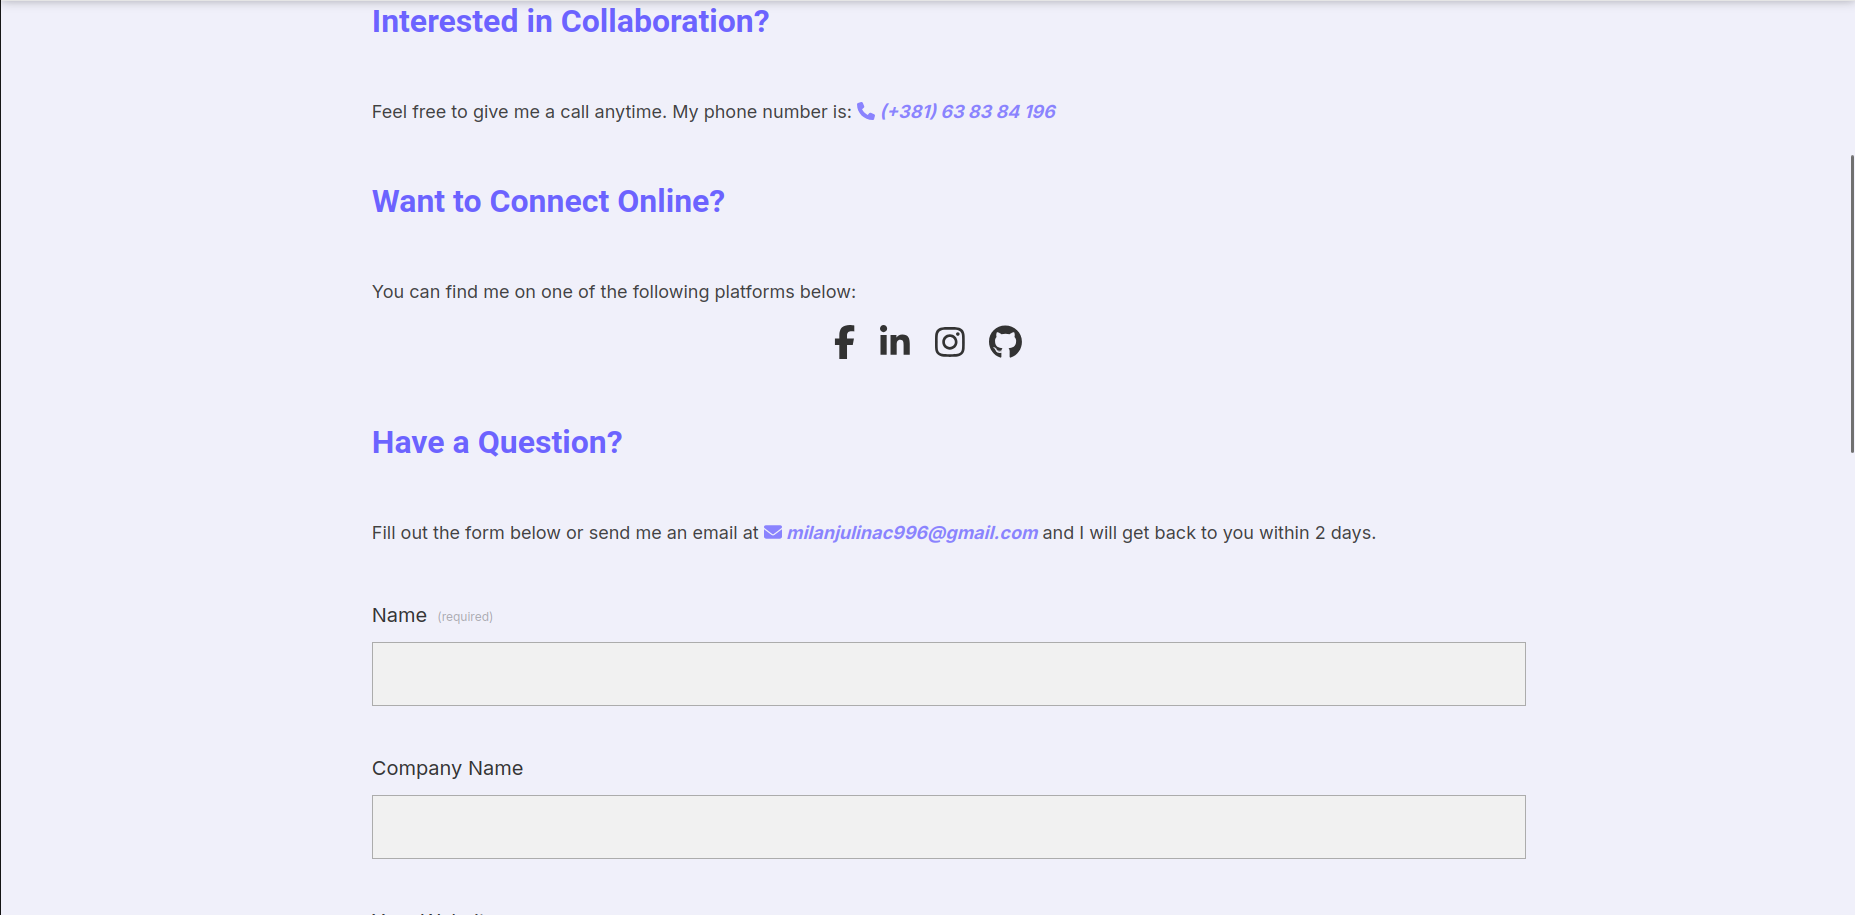 Interested in Collaboration?
Feel free to give me a call anytime. My phone number is: (+381) 63 83 84 196
Want to Connect Online?
You can find me on one of the following platforms below:
Have a Question?
Fill out the form below or send me an email at milanjulinac996@gmail.com and I will get back to you within 2 days.
Name (required)
Company Name